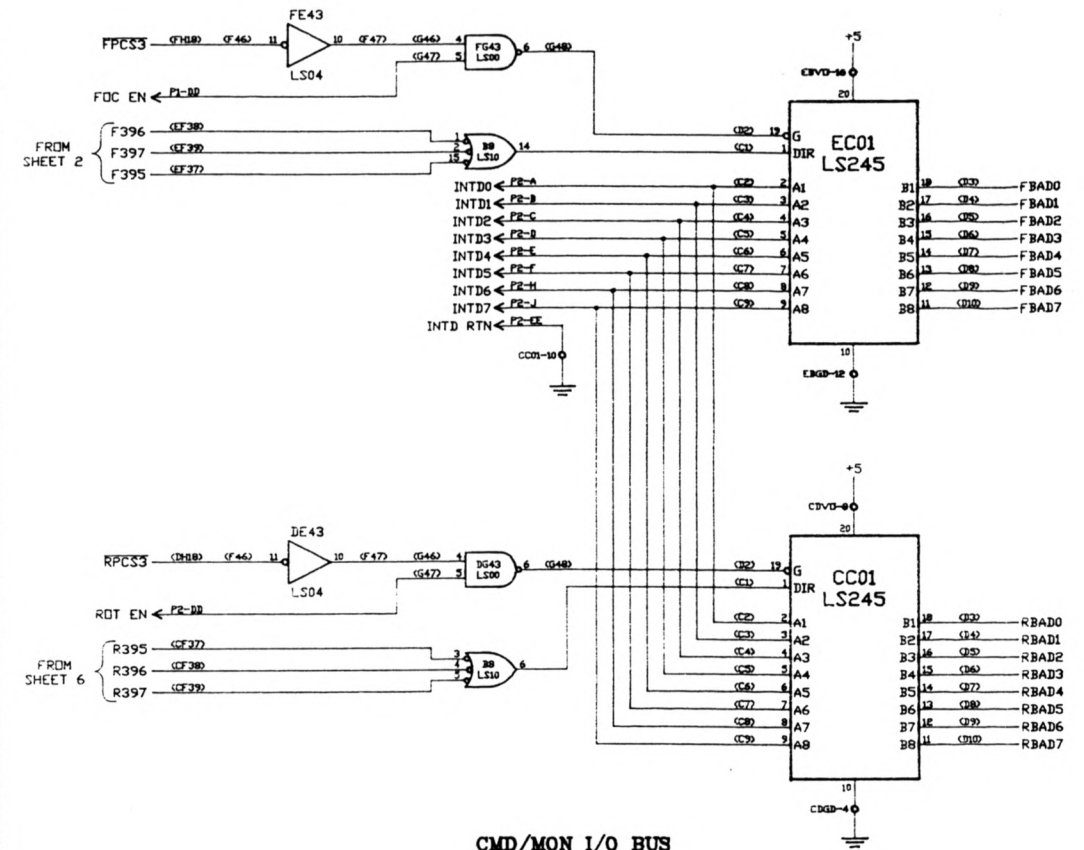 FE43
FPCS3 (FH18) (F46) 11 10 (F47) (G46) 4 FG43 LS00 6 (G48)
LS04
(G47) 5
FOC EN P1-DD
+5
20
FROM SHEET 2
F396 (EF38) 1
F397 (EF39) 2 B8 LS10 14
F395 (EF37) 15
(D2) 19 G
(C1) 1 DIR
EC01
LS245
INTD0 P2-A (C2) 2 A1 B1 18 (D3) FBAD0
INTD1 P2-B (C3) 3 A2 B2 17 (D4) FBAD1
INTD2 P2-C (C4) 4 A3 B3 16 (D5) FBAD2
INTD3 P2-D (C5) 5 A4 B4 15 (D6) FBAD3
INTD4 P2-E (C6) 6 A5 B5 14 (D7) FBAD4
INTD5 P2-F (C7) 7 A6 B6 13 (D8) FBAD5
INTD6 P2-H (C8) 8 A7 B7 12 (D9) FBAD6
INTD7 P2-J (C9) 9 A8 B8 11 (D10) FBAD7
INTD RTN P2-EE
CC01-10
10
EBGD-12
+5
CDVD-8
20
DE43
RPCS3 (DH18) (F46) 11 10 (F47) (G46) 4 DG43 LS00 6 (G48)
LS04
(G47) 5
ROT EN P2-DD
(D2) 19 G
(C1) 1 DIR
CC01
LS245
FROM SHEET 6
R395 (CF37) 3
R396 (CF38) 4 B8 LS10 6
R397 (CF39) 5
(C2) 2 A1 B1 18 (D3) RBAD0
(C3) 3 A2 B2 17 (D4) RBAD1
(C4) 4 A3 B3 16 (D5) RBAD2
(C5) 5 A4 B4 15 (D6) RBAD3
(C6) 6 A5 B5 14 (D7) RBAD4
(C7) 7 A6 B6 13 (D8) RBAD5
(C8) 8 A7 B7 12 (D9) RBAD6
(C9) 9 A8 B8 11 (D10) RBAD7
10
CDGD-4
CMD/MON I/O BUS